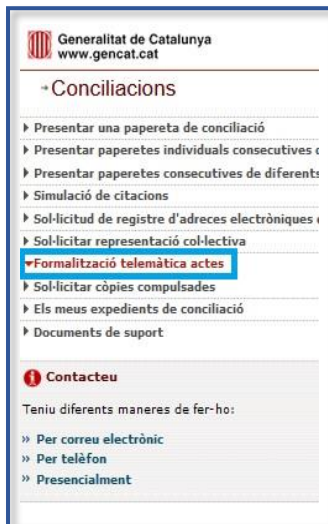 Generalitat de Catalunya
www.gencat.cat
Conciliacions
Presentar una papereta de conciliació
Presentar paperetes individuals consecutives
Presentar paperetes consecutives de diferents
Simulació de citacions
Sol·licitud de registre d'adreces electròniques
Sol·licitar representació col·lectiva
Formalització telemàtica actes
Sol·licitar còpies compulsades
Els meus expedients de conciliació
Documents de suport
Contacteu
Teniu diferents maneres de fer-ho:
» Per correu electrònic
» Per telèfon
» Presencialment